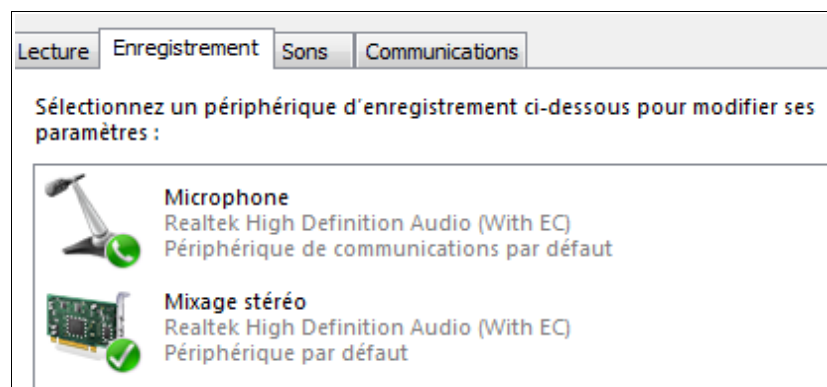 Lecture Enregistrement Sons Communications
Sélectionnez un périphérique d'enregistrement ci-dessous pour modifier ses
paramètres :
Microphone
Realtek High Definition Audio (With EC)
Périphérique de communications par défaut
Mixage stéréo
Realtek High Definition Audio (With EC)
Périphérique par défaut